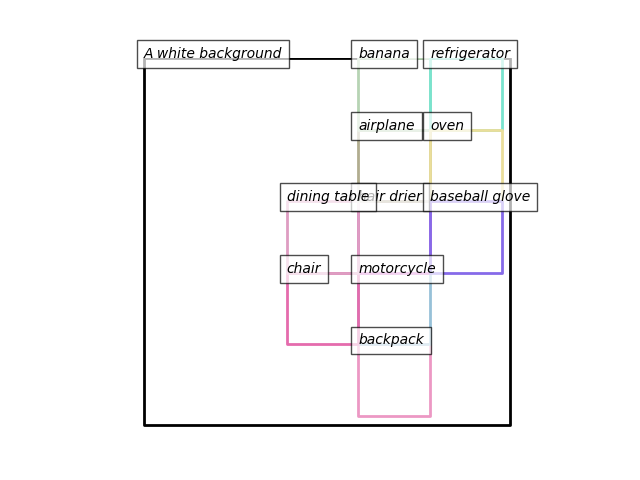 A white background
banana
refrigerator
airplane
oven
dining table
hair drier
baseball glove
chair
motorcycle
backpack